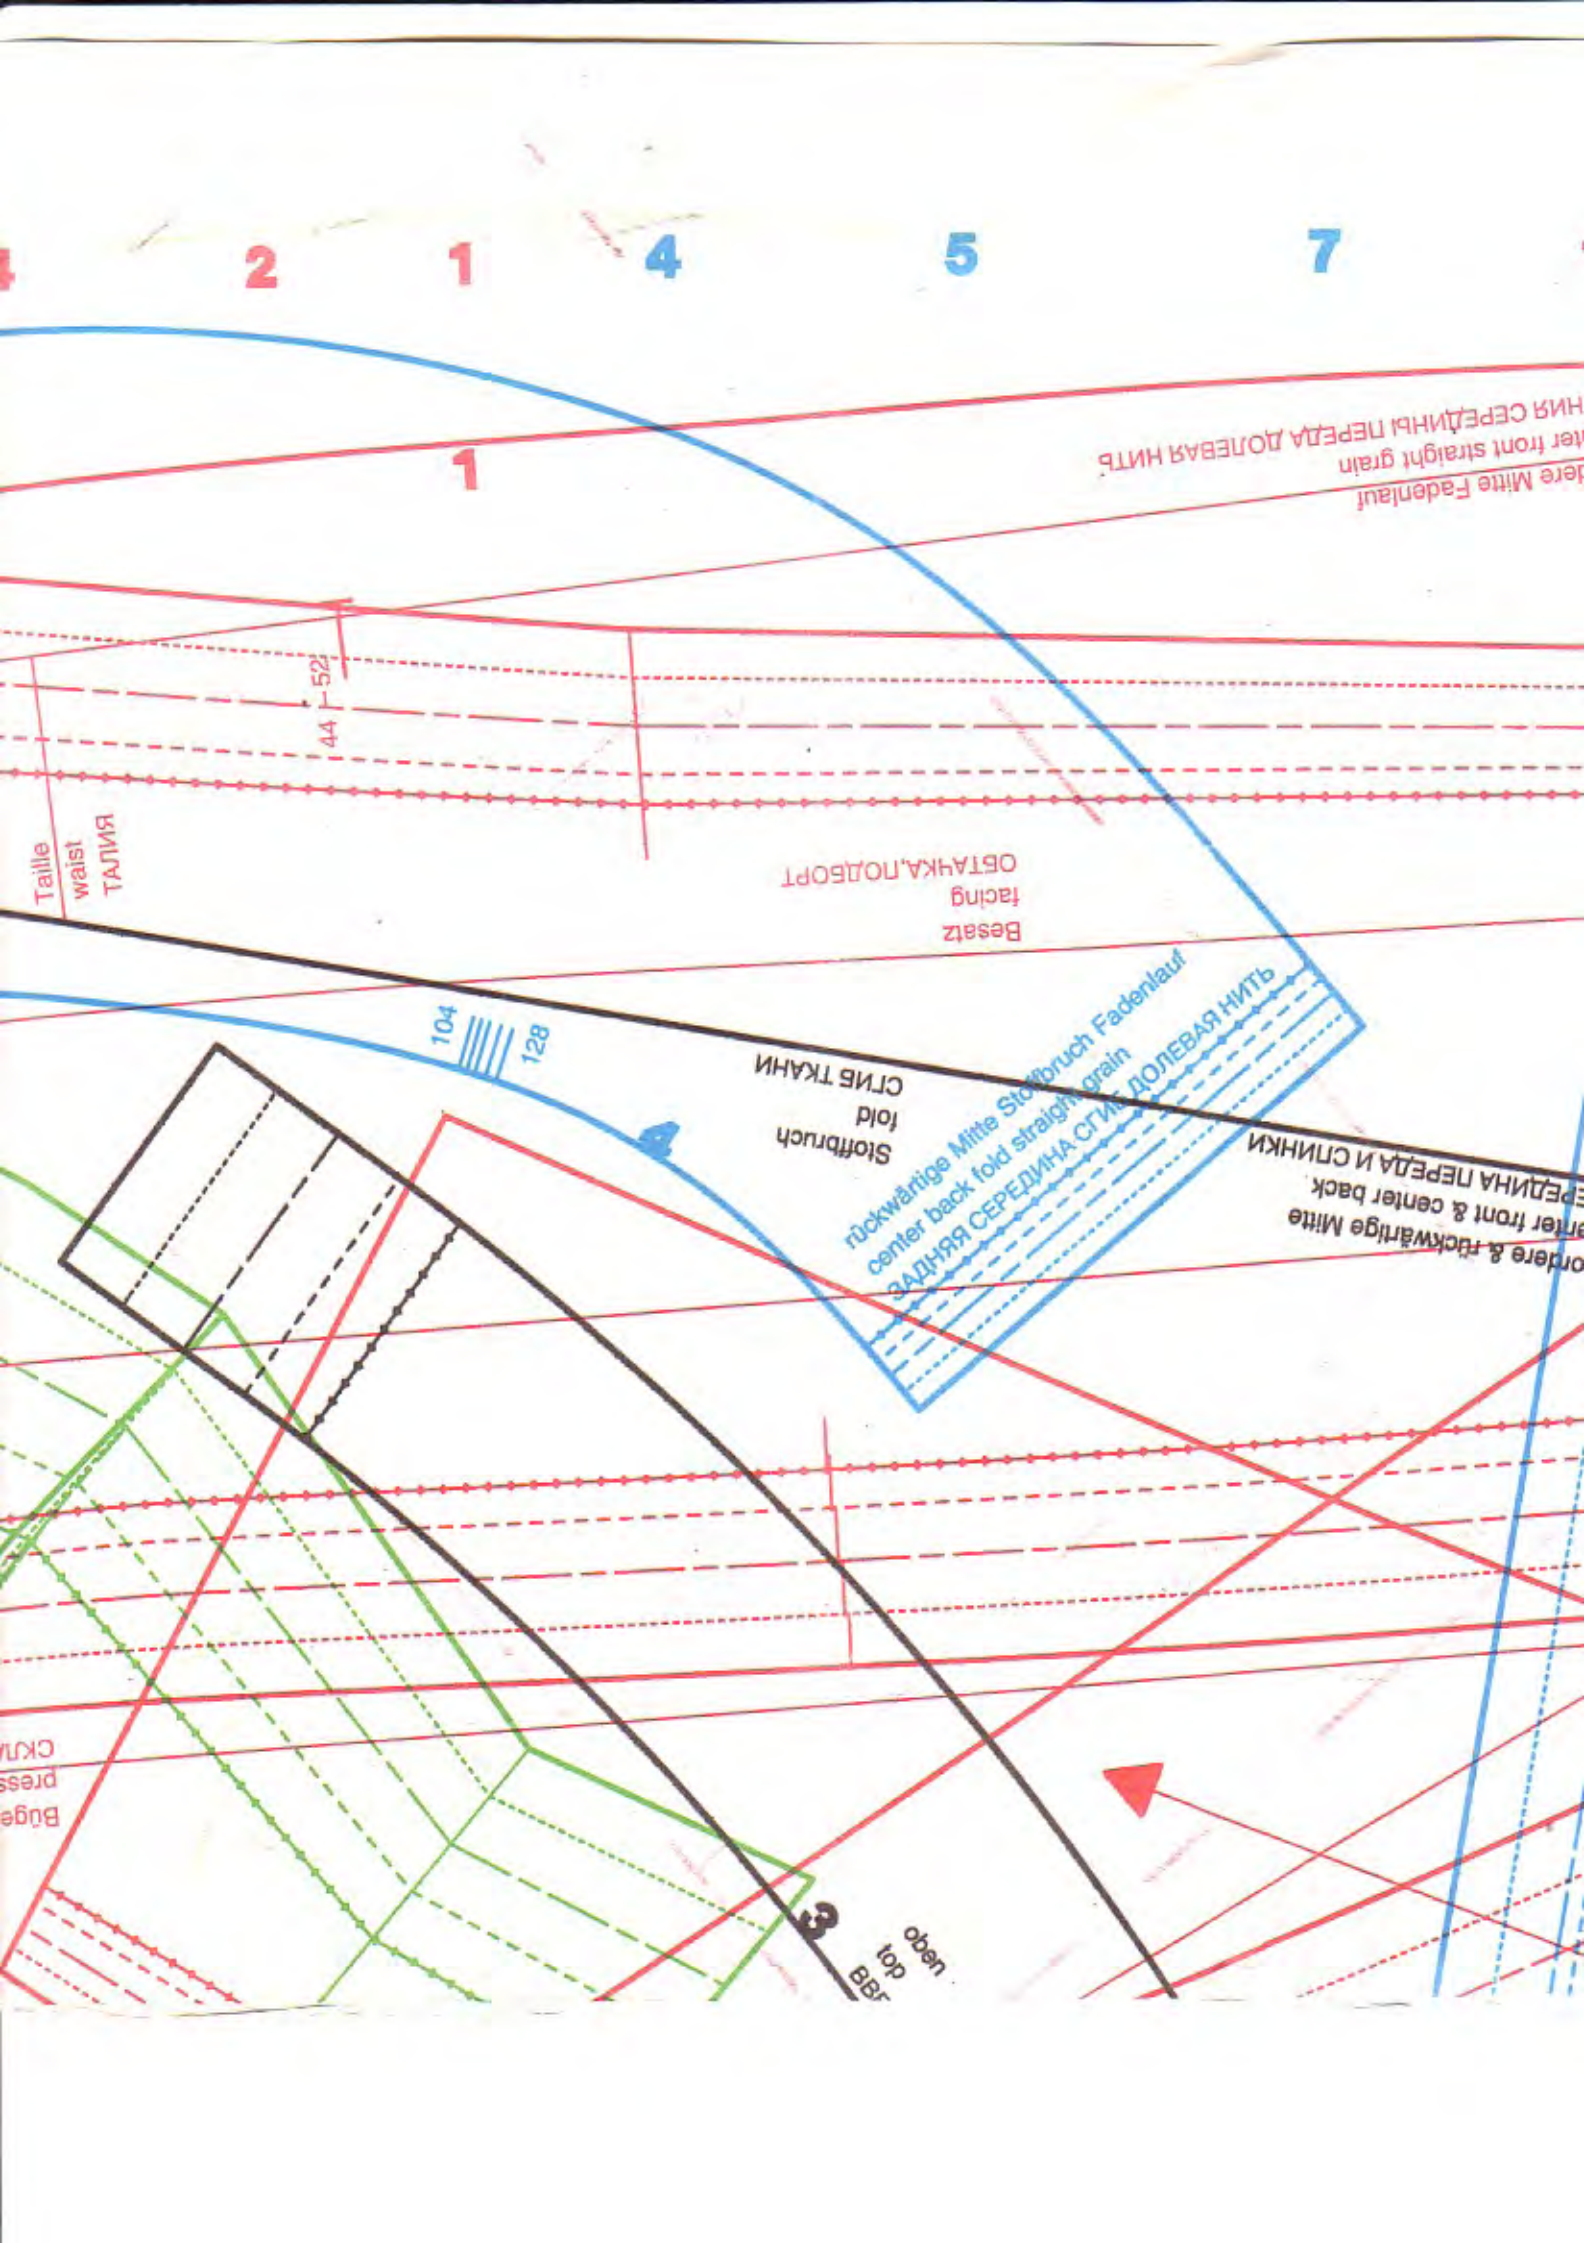 4 2 1 4 5 7
1
НИЯ СЕРЕДИНЫ ПЕРЕДА ДОЛЕВАЯ НИТЬ
ter front straight grain
dere Mitte Fadenlauf
44 – 52
Taille
waist
ТАЛИЯ
Besatz
facing
ОБТАЧКА,ПОДБОРТ
104
128
4
Stoffbruch
fold
СГИБ ТКАНИ
rückwärtige Mitte Stoffbruch Fadenlauf
center back fold straight grain
ЗАДНЯЯ СЕРЕДИНА СГИБ ДОЛЕВАЯ НИТЬ
ордere & rückwärtige Mitte
enter front & center back
ЕРЕДИНА ПЕРЕДА И СПИНКИ
Büge
press
СКЛА
3
oben
top
ВВЕ